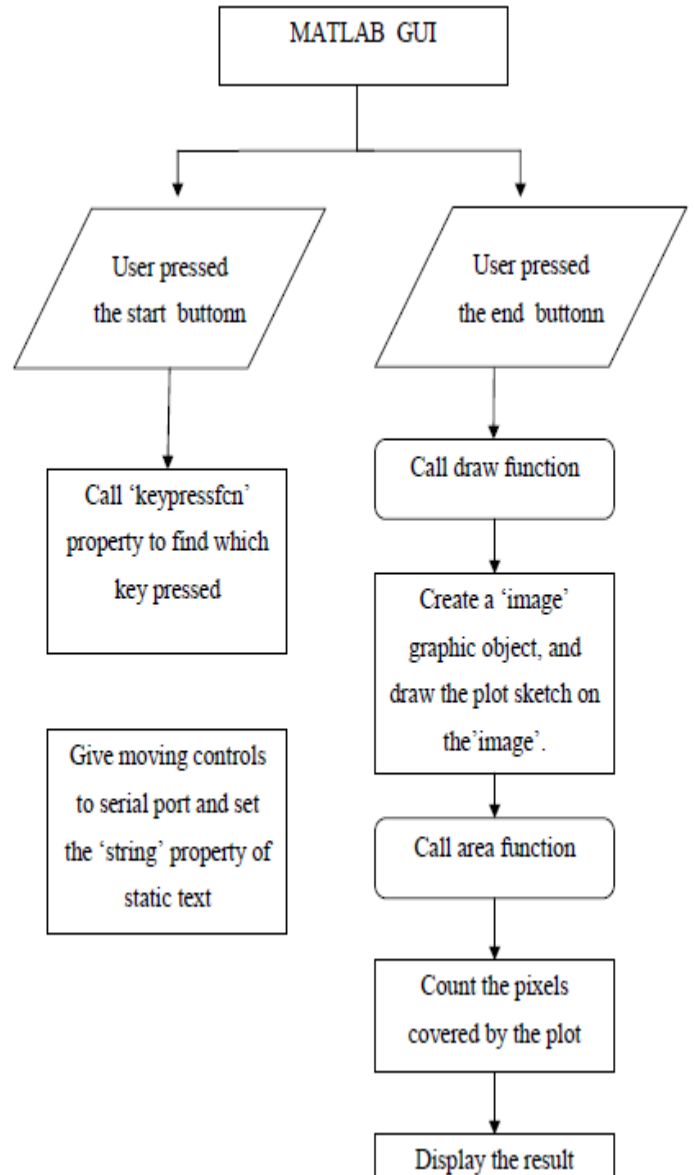 MATLAB GUI
User pressed
the start buttonn
User pressed
the end buttonn
Call ‘keypressfcn’
property to find which
key pressed
Give moving controls
to serial port and set
the ‘string’ property of
static text
Call draw function
Create a ‘image’
graphic object, and
draw the plot sketch on
the’image’.
Call area function
Count the pixels
covered by the plot
Display the result